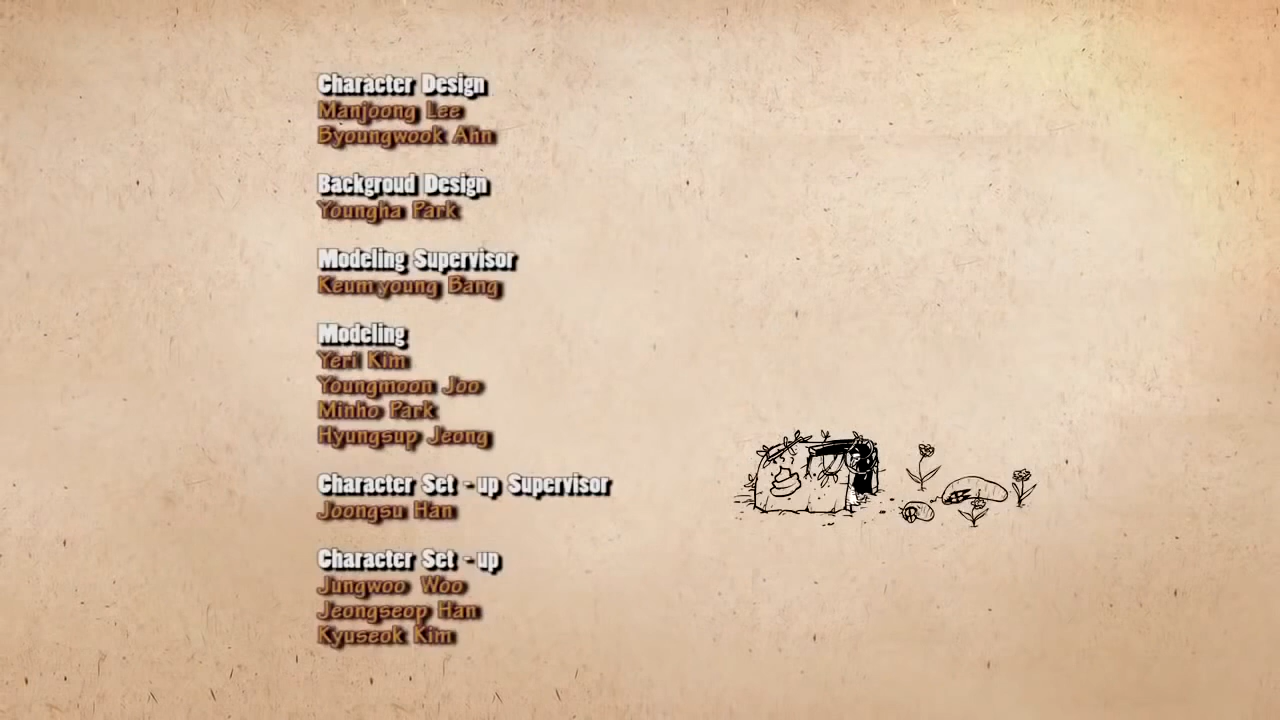 Character Design
Manjoong Lee
Byoungwook Ahn
Backgroud Design
Youngha Park
Modeling Supervisor
Keumyoung Bang
Modeling
Yeri Kim
Youngmoon Joo
Minho Park
Hyungsup Jeong
Character Set - up Supervisor
Joongsu Han
Character Set - up
Jungwoo Woo
Jeongseop Han
Kyuseok Kim